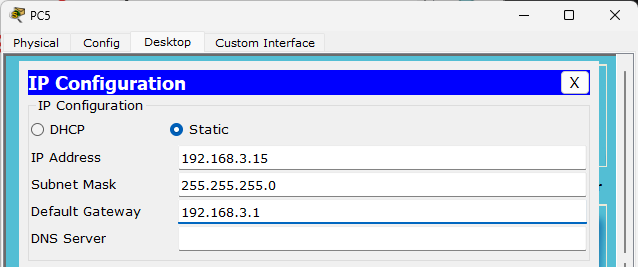 PC5
Physical Config Desktop Custom Interface
IP Configuration X
IP Configuration
DHCP Static
IP Address 192.168.3.15
Subnet Mask 255.255.255.0
Default Gateway 192.168.3.1
DNS Server